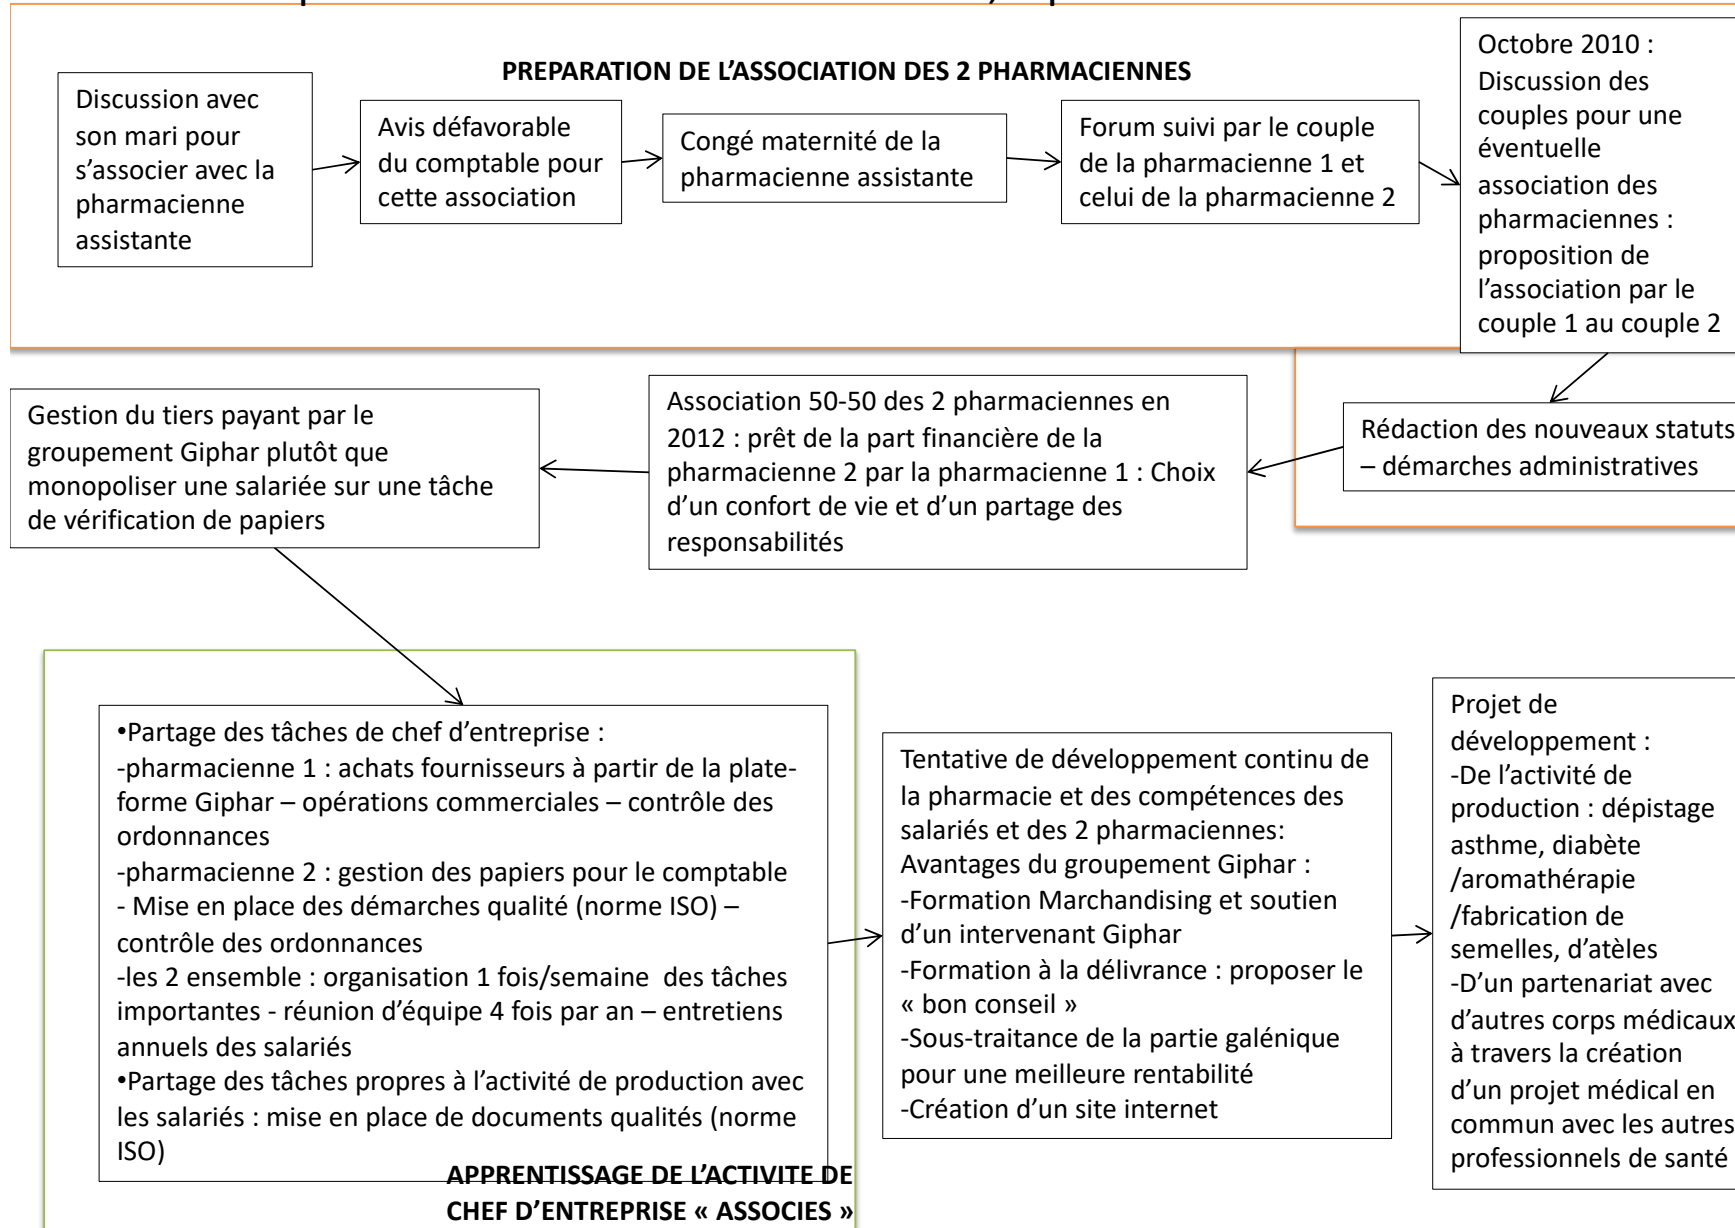 PREPARATION DE L’ASSOCIATION DES 2 PHARMACIENNES
Discussion avec
son mari pour
s’associer avec la
pharmacienne
assistante
Avis défavorable
du comptable pour
cette association
Congé maternité de la
pharmacienne assistante
Forum suivi par le couple
de la pharmacienne 1 et
celui de la pharmacienne 2
Octobre 2010 :
Discussion des
couples pour une
éventuelle
association des
pharmaciennes :
proposition de
l’association par le
couple 1 au couple 2
Rédaction des nouveaux statuts
– démarches administratives
Association 50-50 des 2 pharmaciennes en
2012 : prêt de la part financière de la
pharmacienne 2 par la pharmacienne 1 : Choix
d’un confort de vie et d’un partage des
responsabilités
Gestion du tiers payant par le
groupement Giphar plutôt que
monopoliser une salariée sur une tâche
de vérification de papiers
•Partage des tâches de chef d’entreprise :
-pharmacienne 1 : achats fournisseurs à partir de la plate-
forme Giphar – opérations commerciales – contrôle des
ordonnances
-pharmacienne 2 : gestion des papiers pour le comptable
- Mise en place des démarches qualité (norme ISO) –
contrôle des ordonnances
-les 2 ensemble : organisation 1 fois/semaine des tâches
importantes - réunion d’équipe 4 fois par an – entretiens
annuels des salariés
•Partage des tâches propres à l’activité de production avec
les salariés : mise en place de documents qualités (norme
ISO)
APPRENTISSAGE DE L’ACTIVITE DE
CHEF D’ENTREPRISE « ASSOCIES »
Tentative de développement continu de
la pharmacie et des compétences des
salariés et des 2 pharmaciennes:
Avantages du groupement Giphar :
-Formation Marchandising et soutien
d’un intervenant Giphar
-Formation à la délivrance : proposer le
« bon conseil »
-Sous-traitance de la partie galénique
pour une meilleure rentabilité
-Création d’un site internet
Projet de
développement :
-De l’activité de
production : dépistage
asthme, diabète
/aromathérapie
/fabrication de
semelles, d’atèles
-D’un partenariat avec
d’autres corps médicaux
à travers la création
d’un projet médical en
commun avec les autres
professionnels de santé